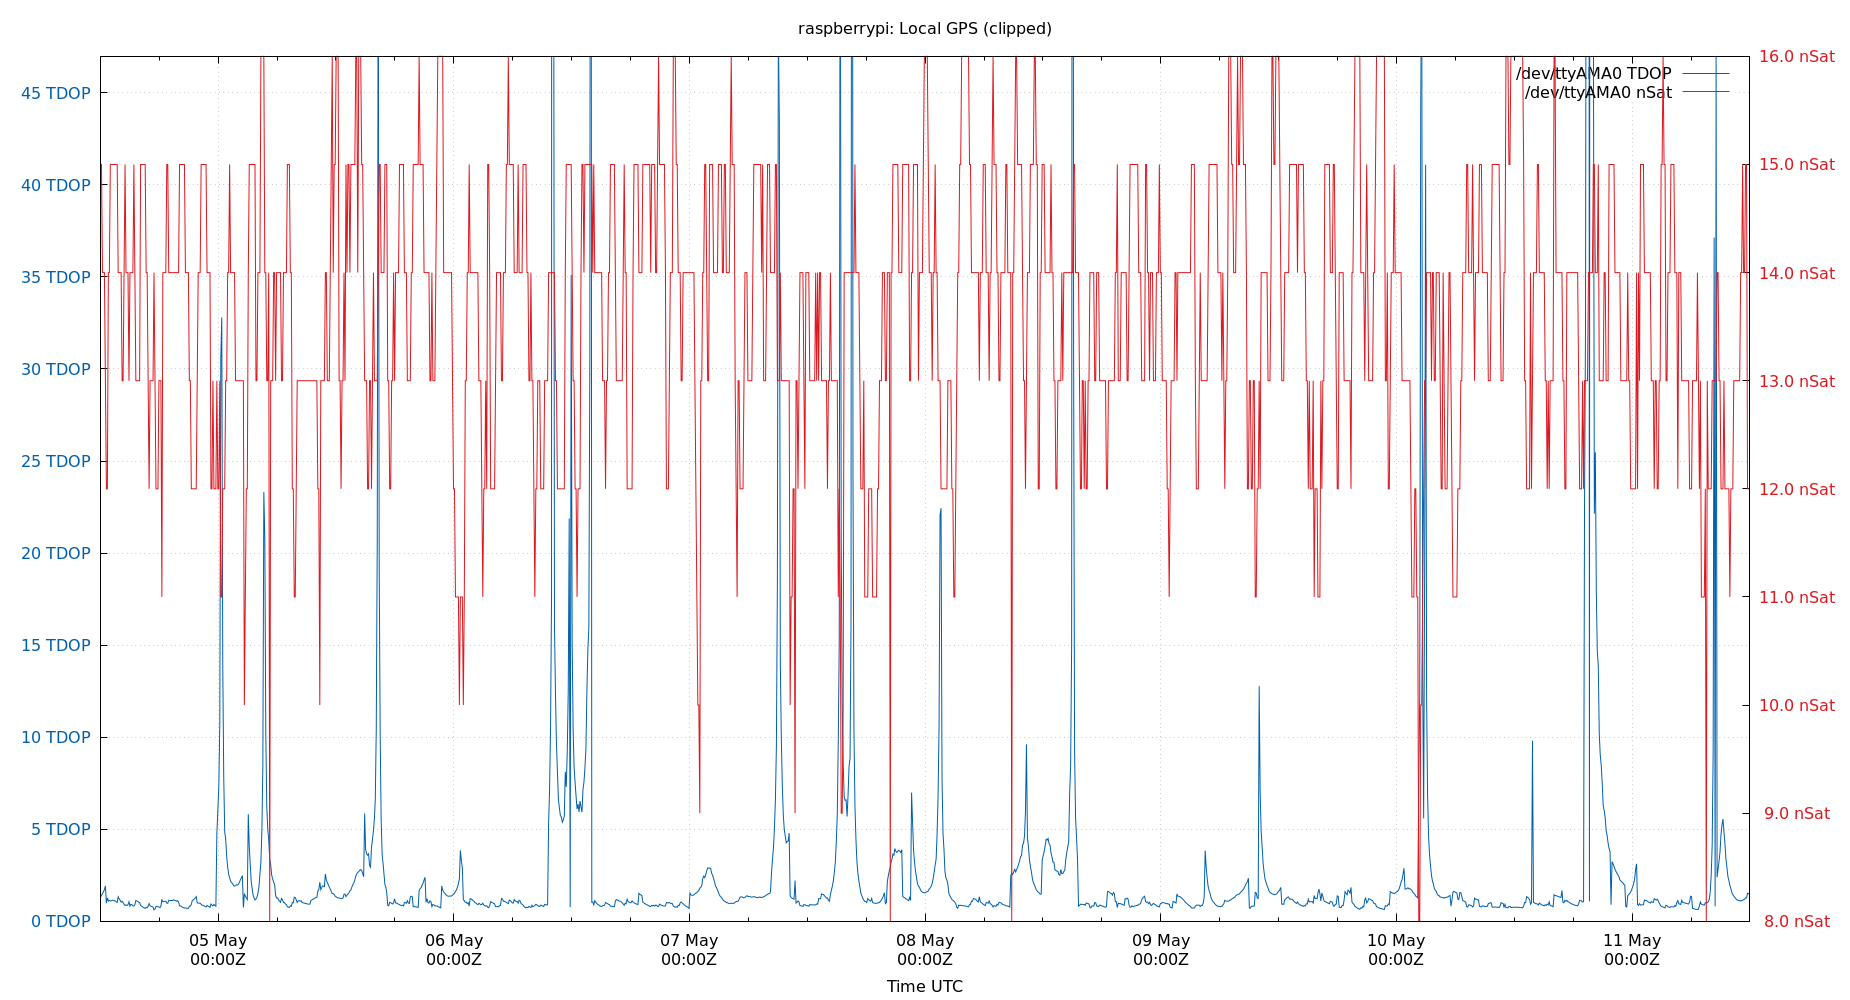 raspberrypi: Local GPS (clipped)
/dev/ttyAMA0 TDOP
/dev/ttyAMA0 nSat
45 TDOP
40 TDOP
35 TDOP
30 TDOP
25 TDOP
20 TDOP
15 TDOP
10 TDOP
5 TDOP
0 TDOP
16.0 nSat
15.0 nSat
14.0 nSat
13.0 nSat
12.0 nSat
11.0 nSat
10.0 nSat
9.0 nSat
8.0 nSat
05 May
00:00Z
06 May
00:00Z
07 May
00:00Z
08 May
00:00Z
09 May
00:00Z
10 May
00:00Z
11 May
00:00Z
Time UTC